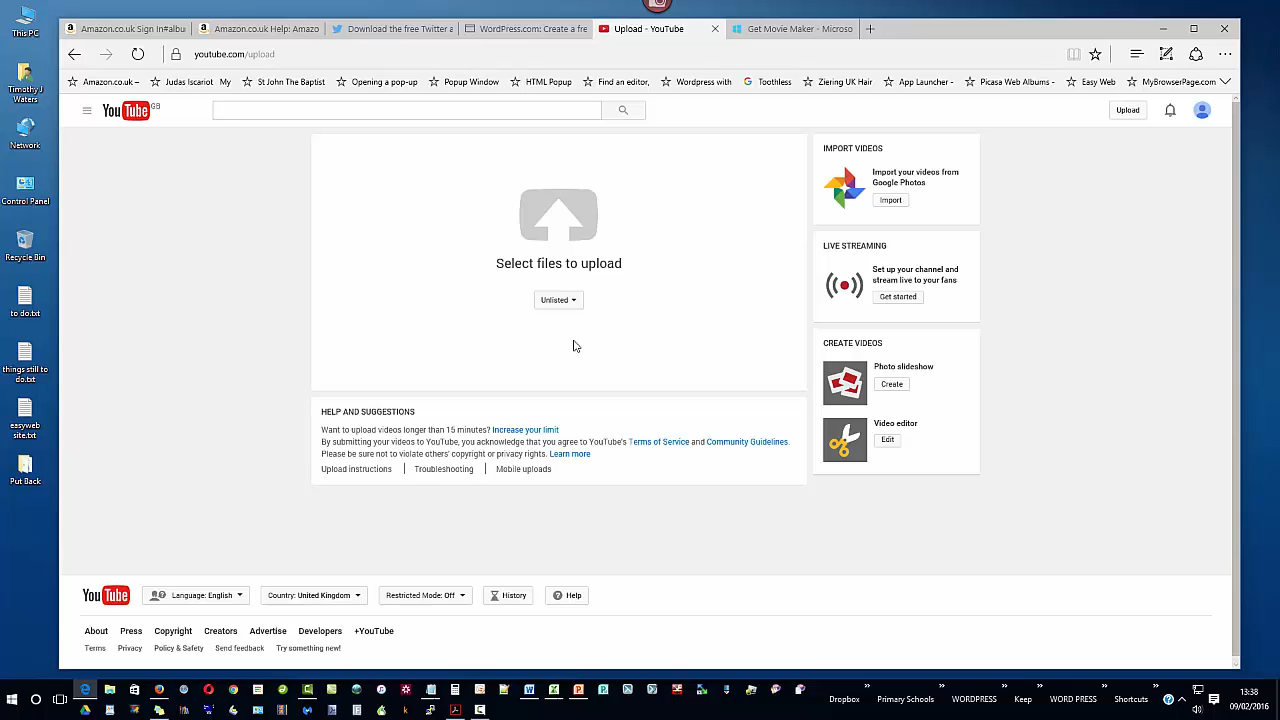 This PC
Timothy J
Waters
Network
Control Panel
Recycle Bin
to do.txt
things still to
do.txt
easyweb
site.txt
Put Back
Amazon.co.uk Sign In#albu
Amazon.co.uk Help: Amazo
Download the free Twitter a
WordPress.com: Create a fre
Upload - YouTube
Get Movie Maker - Microso
youtube.com/upload
Amazon.co.uk –
Judas Iscariot My
St John The Baptist
Opening a pop-up
Popup Window
HTML Popup
Find an editor,
Wordpress with
Toothless
Ziering UK Hair
App Launcher -
Picasa Web Albums -
Easy Web
MyBrowserPage.com
YouTube GB
Upload
Select files to upload
Unlisted
HELP AND SUGGESTIONS
Want to upload videos longer than 15 minutes? Increase your limit
By submitting your videos to YouTube, you acknowledge that you agree to YouTube's Terms of Service and Community Guidelines.
Please be sure not to violate others' copyright or privacy rights. Learn more
Upload instructions
Troubleshooting
Mobile uploads
IMPORT VIDEOS
Import your videos from
Google Photos
Import
LIVE STREAMING
Set up your channel and
stream live to your fans
Get started
CREATE VIDEOS
Photo slideshow
Create
Video editor
Edit
YouTube
Language: English
Country: United Kingdom
Restricted Mode: Off
History
Help
About Press Copyright Creators Advertise Developers +YouTube
Terms Privacy Policy & Safety Send feedback Try something new!
Dropbox
Primary Schools
WORDPRESS
Keep
WORD PRESS
Shortcuts
13:38
09/02/2016